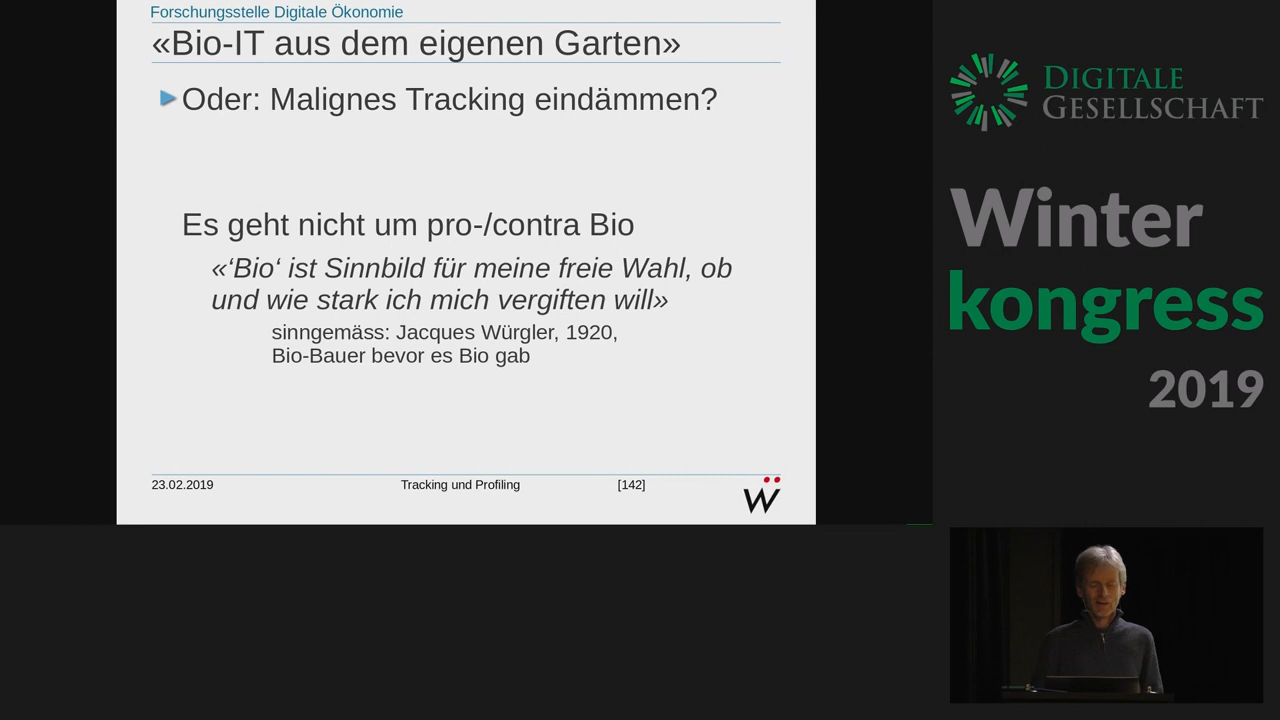 Forschungsstelle Digitale Ökonomie
«Bio-IT aus dem eigenen Garten»
Oder: Malignes Tracking eindämmen?
Es geht nicht um pro-/contra Bio
«‘Bio‘ ist Sinnbild für meine freie Wahl, ob
und wie stark ich mich vergiften will»
sinngemäss: Jacques Würgler, 1920,
Bio-Bauer bevor es Bio gab
23.02.2019 Tracking und Profiling [142]
Ẅ
DIGITALE
GESELLSCHAFT
Winter
kongress
2019